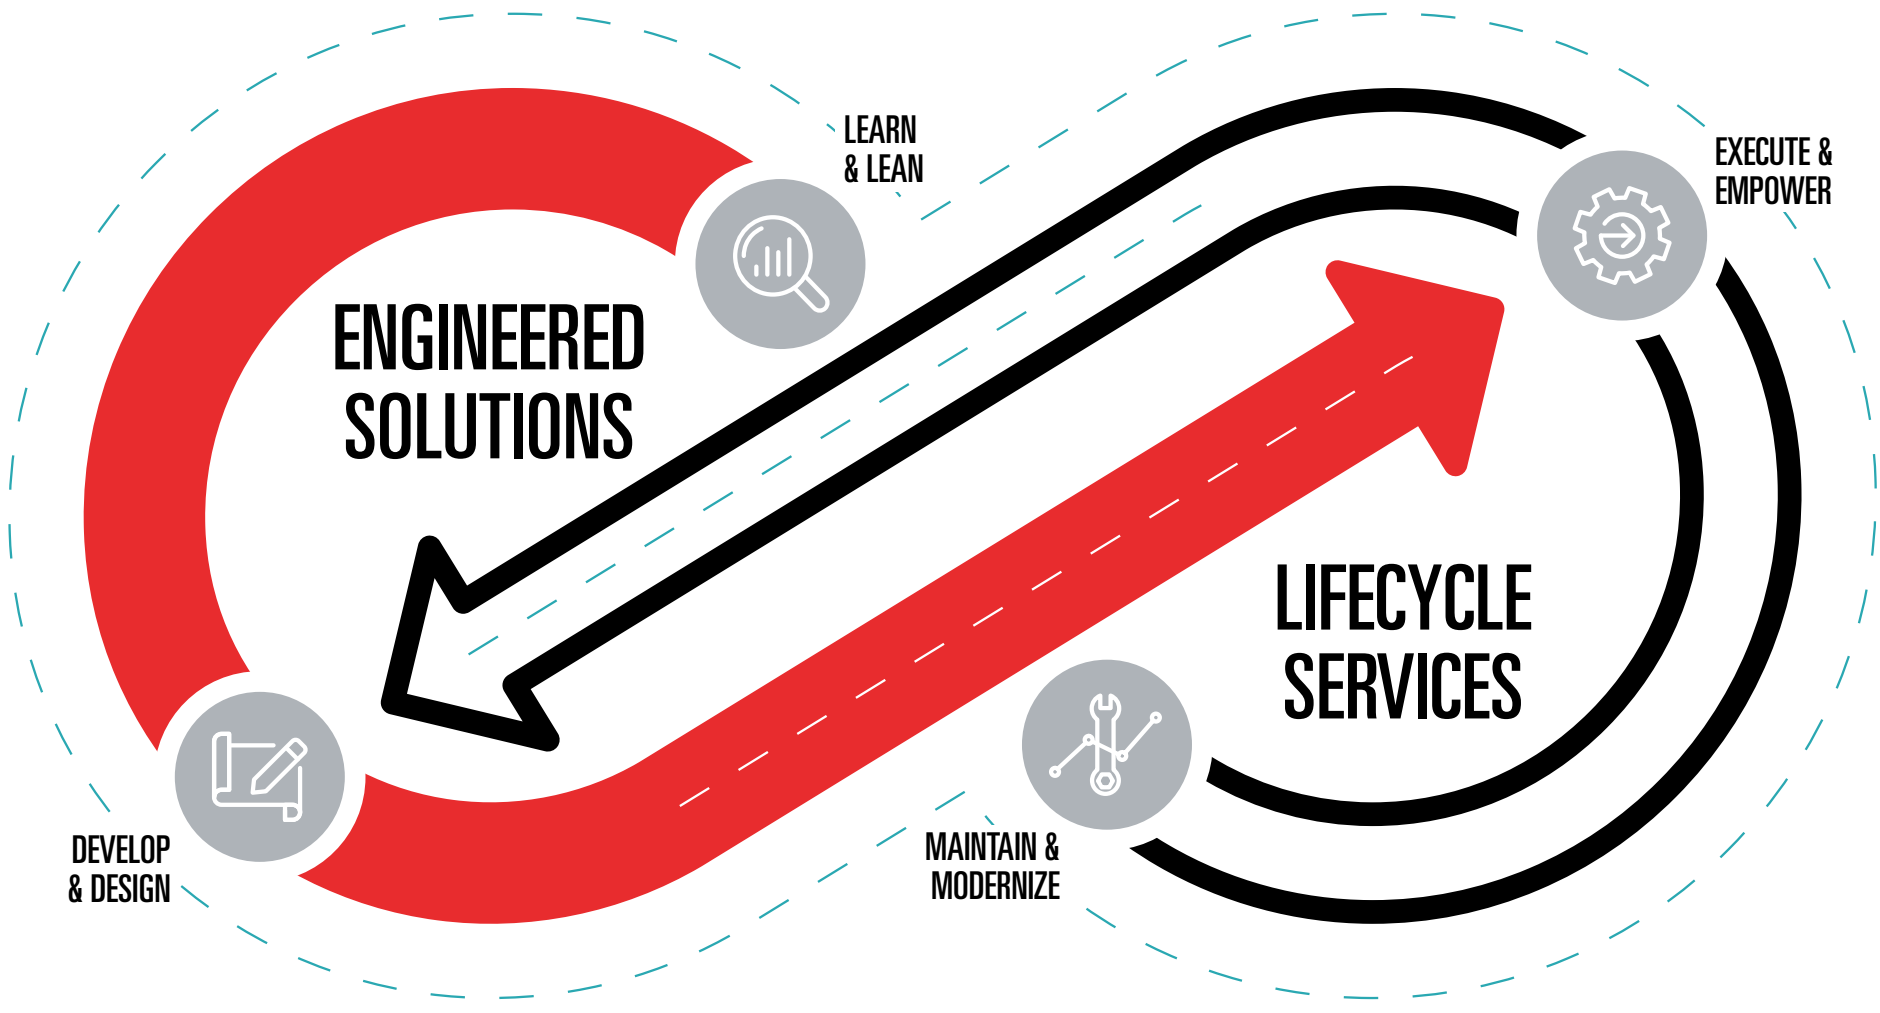 LEARN
& LEAN
EXECUTE &
EMPOWER
ENGINEERED
SOLUTIONS
LIFECYCLE
SERVICES
DEVELOP
& DESIGN
MAINTAIN &
MODERNIZE